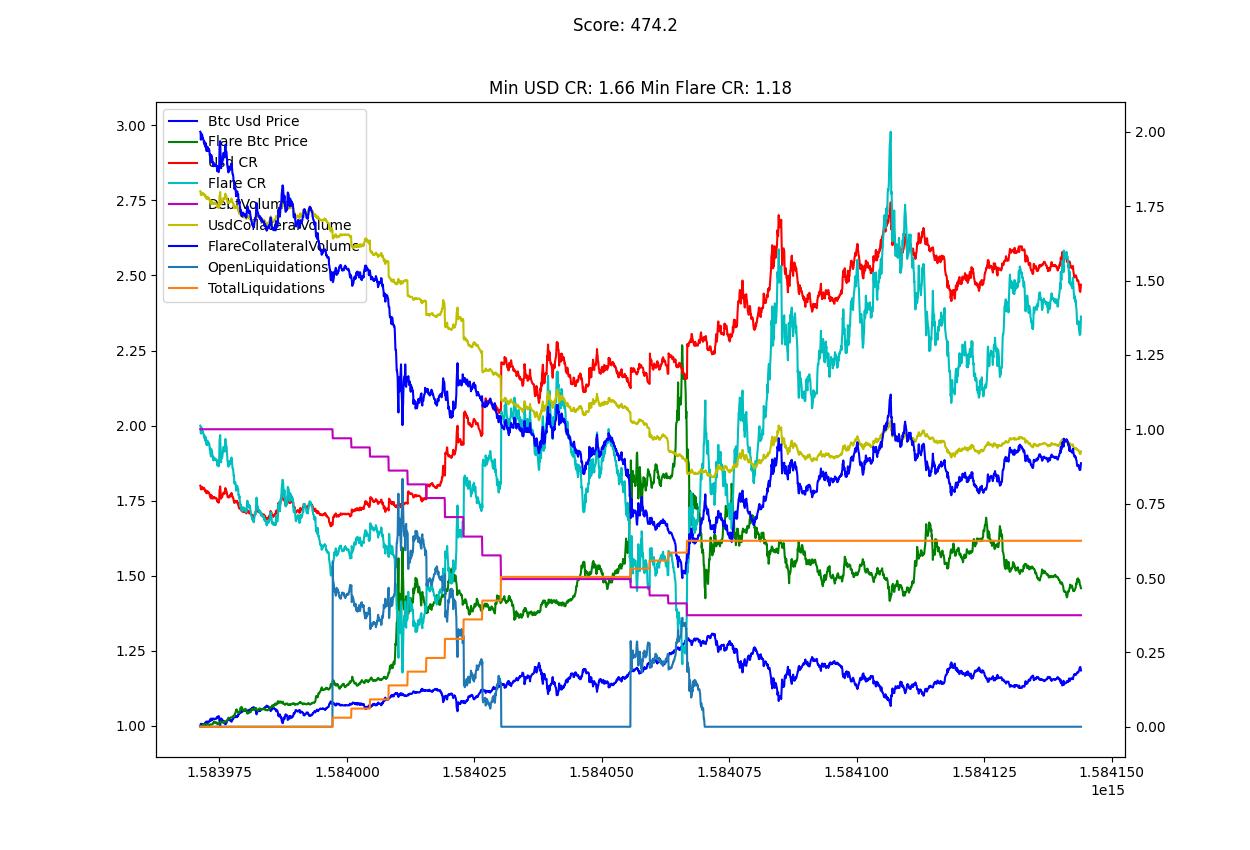 Score: 474.2
Min USD CR: 1.66 Min Flare CR: 1.18
Btc Usd Price
Flare Btc Price
Usd CR
Flare CR
DebtVolume
UsdCollateralVolume
FlareCollateralVolume
OpenLiquidations
TotalLiquidations
3.00
2.75
2.50
2.25
2.00
1.75
1.50
1.25
1.00
2.00
1.75
1.50
1.25
1.00
0.75
0.50
0.25
0.00
1.583975 1.584000 1.584025 1.584050 1.584075 1.584100 1.584125 1.584150
1e15